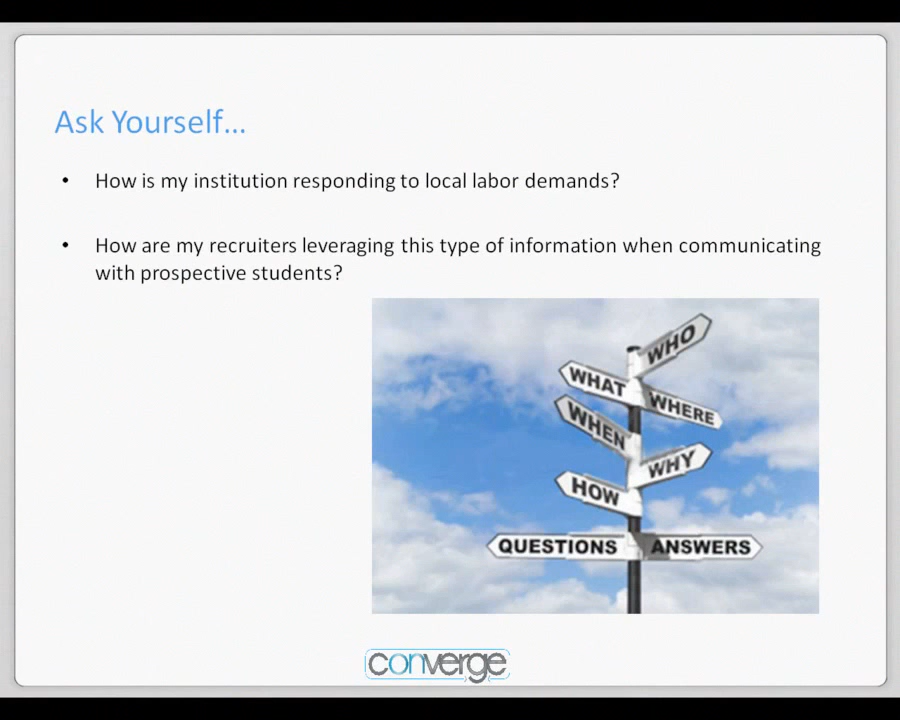 Ask Yourself...
• How is my institution responding to local labor demands?
• How are my recruiters leveraging this type of information when communicating
with prospective students?
WHO
WHAT
WHERE
WHEN
WHY
HOW
QUESTIONS ANSWERS
converge